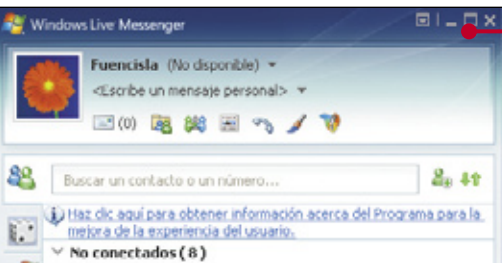 Windows Live Messenger
Fuencisla (No disponible)
<Escribe un mensaje personal>
(0)
Buscar un contacto o un número...
Haz clic aquí para obtener información acerca del Programa para la
mejora de la experiencia del usuario.
No conectados (8)